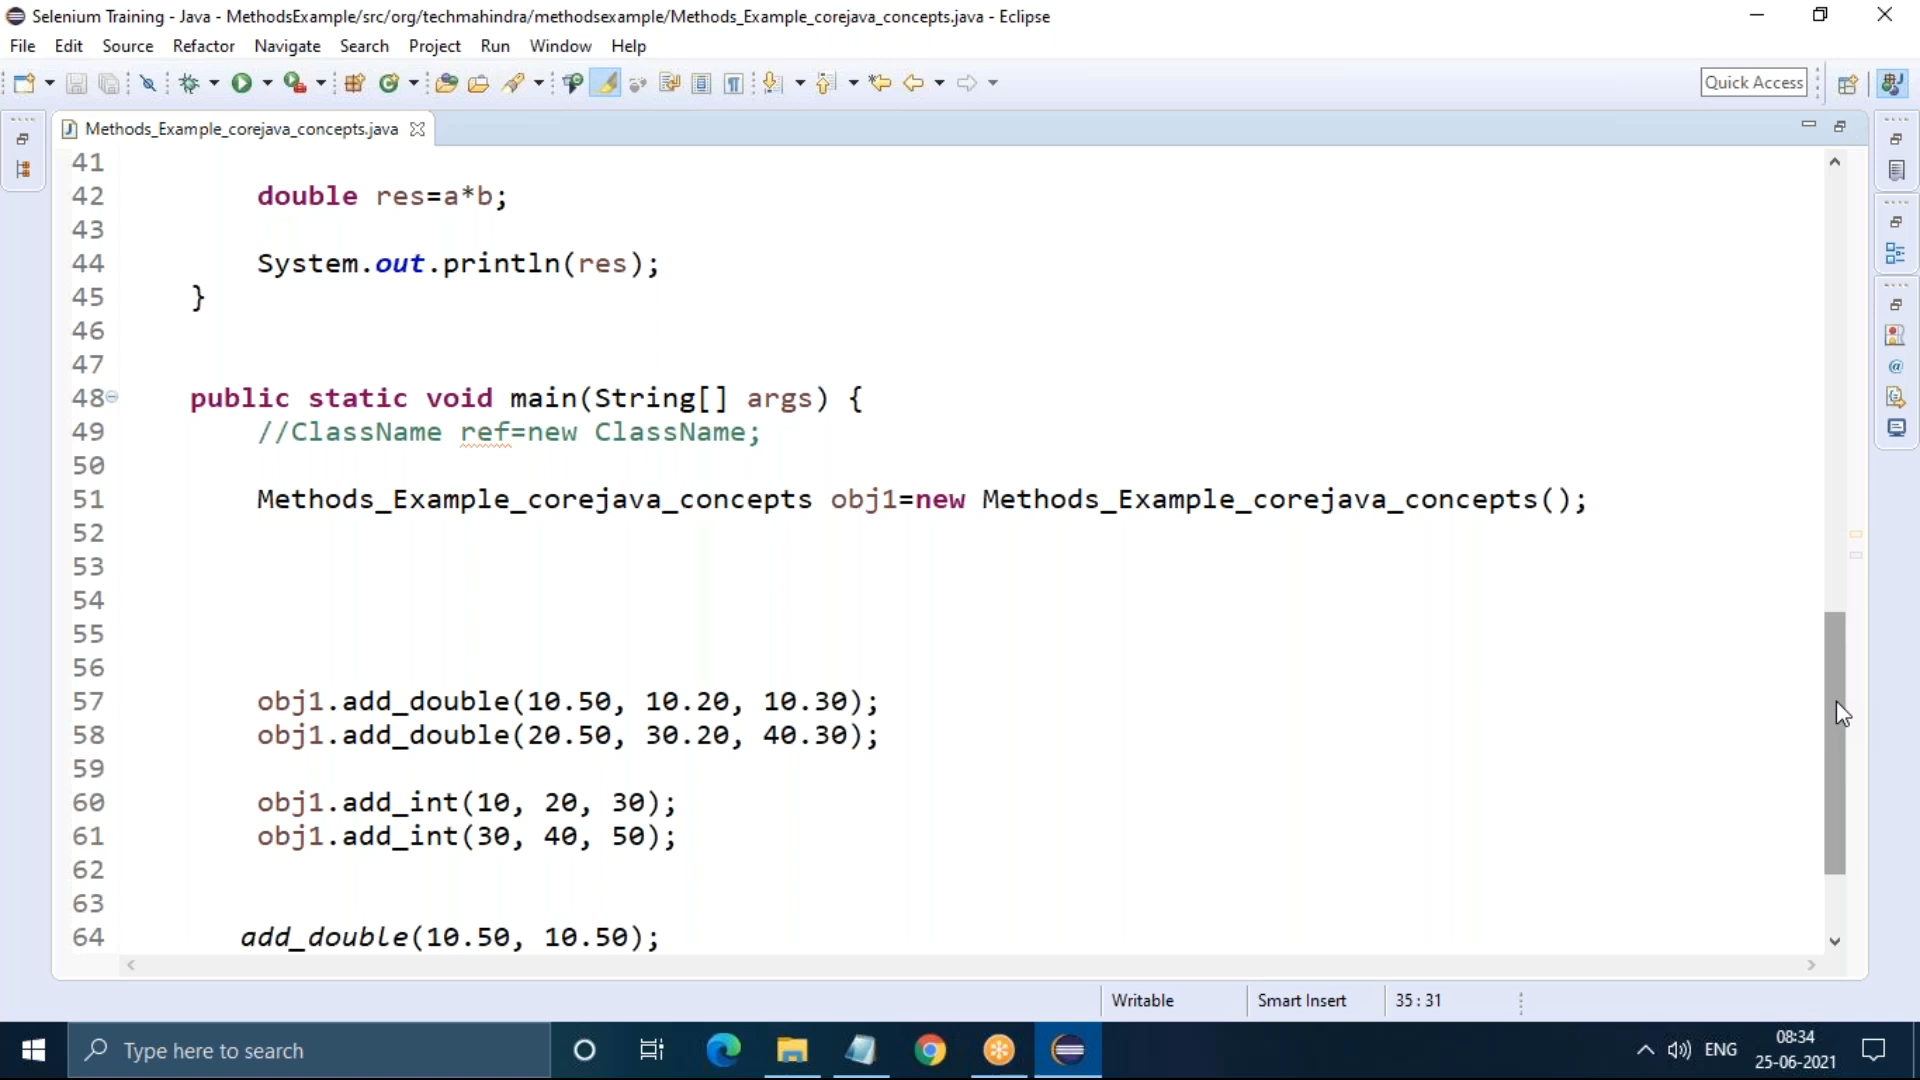 Selenium Training - Java - MethodsExample/src/org/techmahindra/methodsexample/Methods_Example_corejava_concepts.java - Eclipse
File Edit Source Refactor Navigate Search Project Run Window Help
Quick Access
Methods_Example_corejava_concepts.java
41
42 double res=a*b;
43
44 System.out.println(res);
45 }
46
47
48 public static void main(String[] args) {
49 //ClassName ref=new ClassName;
50
51 Methods_Example_corejava_concepts obj1=new Methods_Example_corejava_concepts();
52
53
54
55
56
57 obj1.add_double(10.50, 10.20, 10.30);
58 obj1.add_double(20.50, 30.20, 40.30);
59
60 obj1.add_int(10, 20, 30);
61 obj1.add_int(30, 40, 50);
62
63
64 add_double(10.50, 10.50);
Writable Smart Insert 35 : 31
Type here to search
ENG
08:34
25-06-2021